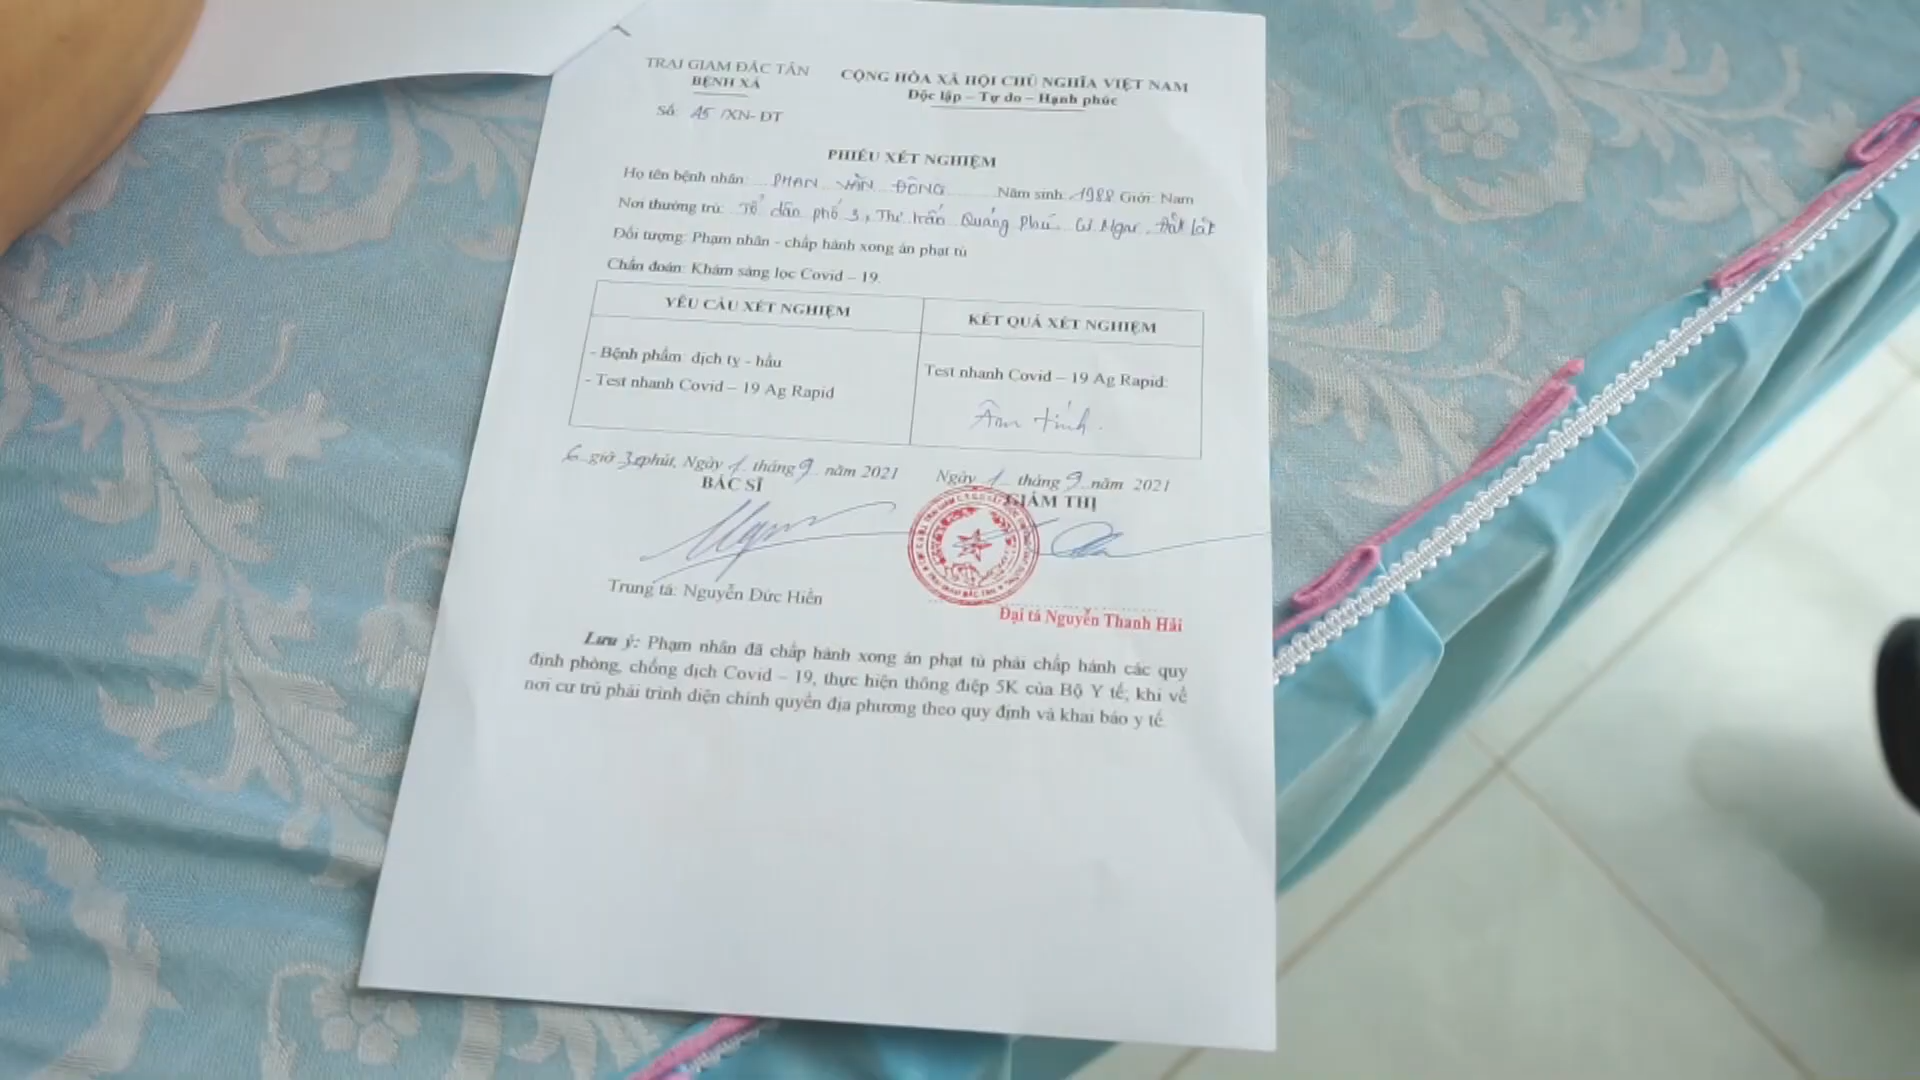 TRẠI GIAM ĐẮC TÂN
BỆNH XÁ
Số: 15 /XN- DT
CỘNG HÒA XÃ HỘI CHỦ NGHĨA VIỆT NAM
Độc lập – Tự do – Hạnh phúc
PHIẾU XÉT NGHIỆM
Họ tên bệnh nhân: PHAN VĂN ĐÔNG Năm sinh: 1988 Giới: Nam
Nơi thường trú: Tổ dân phố 3, Thị trấn Quảng Phú, Cư Mgar, Đắk Lắk
Đối tượng: Phạm nhân - chấp hành xong án phạt tù
Chẩn đoán: Khám sàng lọc Covid – 19.
YÊU CẦU XÉT NGHIỆM
KẾT QUẢ XÉT NGHIỆM
- Bệnh phẩm: dịch tỵ - hầu
- Test nhanh Covid – 19 Ag Rapid
Test nhanh Covid – 19 Ag Rapid:
Âm tính.
6 giờ 30 phút, Ngày 1 tháng 9 năm 2021
BÁC SĨ
Trung tá: Nguyễn Đức Hiền
Ngày 1 tháng 9 năm 2021
GIÁM THỊ
Đại tá Nguyễn Thanh Hải
Lưu ý: Phạm nhân đã chấp hành xong án phạt tù phải chấp hành các quy
định phòng, chống dịch Covid – 19, thực hiện thông điệp 5K của Bộ Y tế; khi về
nơi cư trú phải trình diện chính quyền địa phương theo quy định và khai báo y tế.